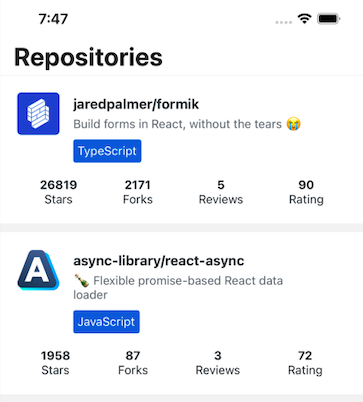 7:47
Repositories
jaredpalmer/formik
Build forms in React, without the tears 😭
TypeScript
26819 2171 5 90
Stars Forks Reviews Rating
A
async-library/react-async
🍾 Flexible promise-based React data
loader
JavaScript
1958 87 3 72
Stars Forks Reviews Rating